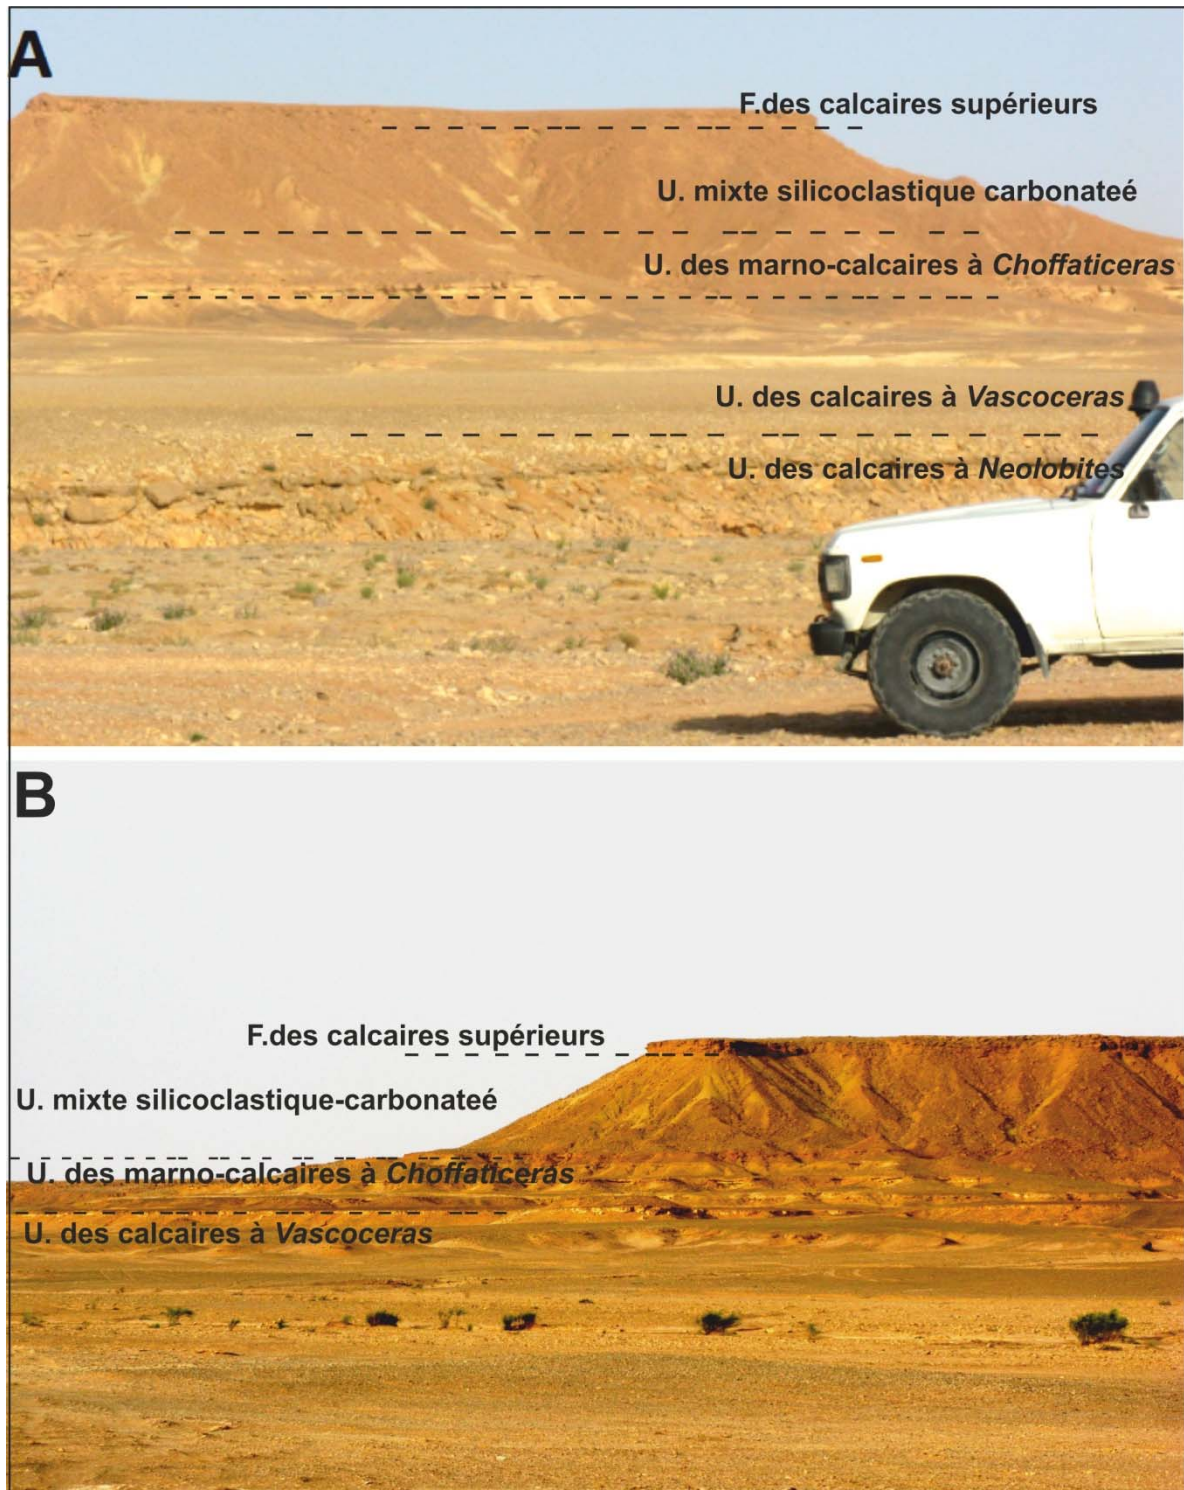 A
F.des calcaires supérieurs
U. mixte silicoclastique carbonateé
U. des marno-calcaires à Choffaticeras
U. des calcaires à Vascoceras
U. des calcaires à Neolobites
B
F.des calcaires supérieurs
U. mixte silicoclastique-carbonateé
U. des marno-calcaires à Choffaticeras
U. des calcaires à Vascoceras